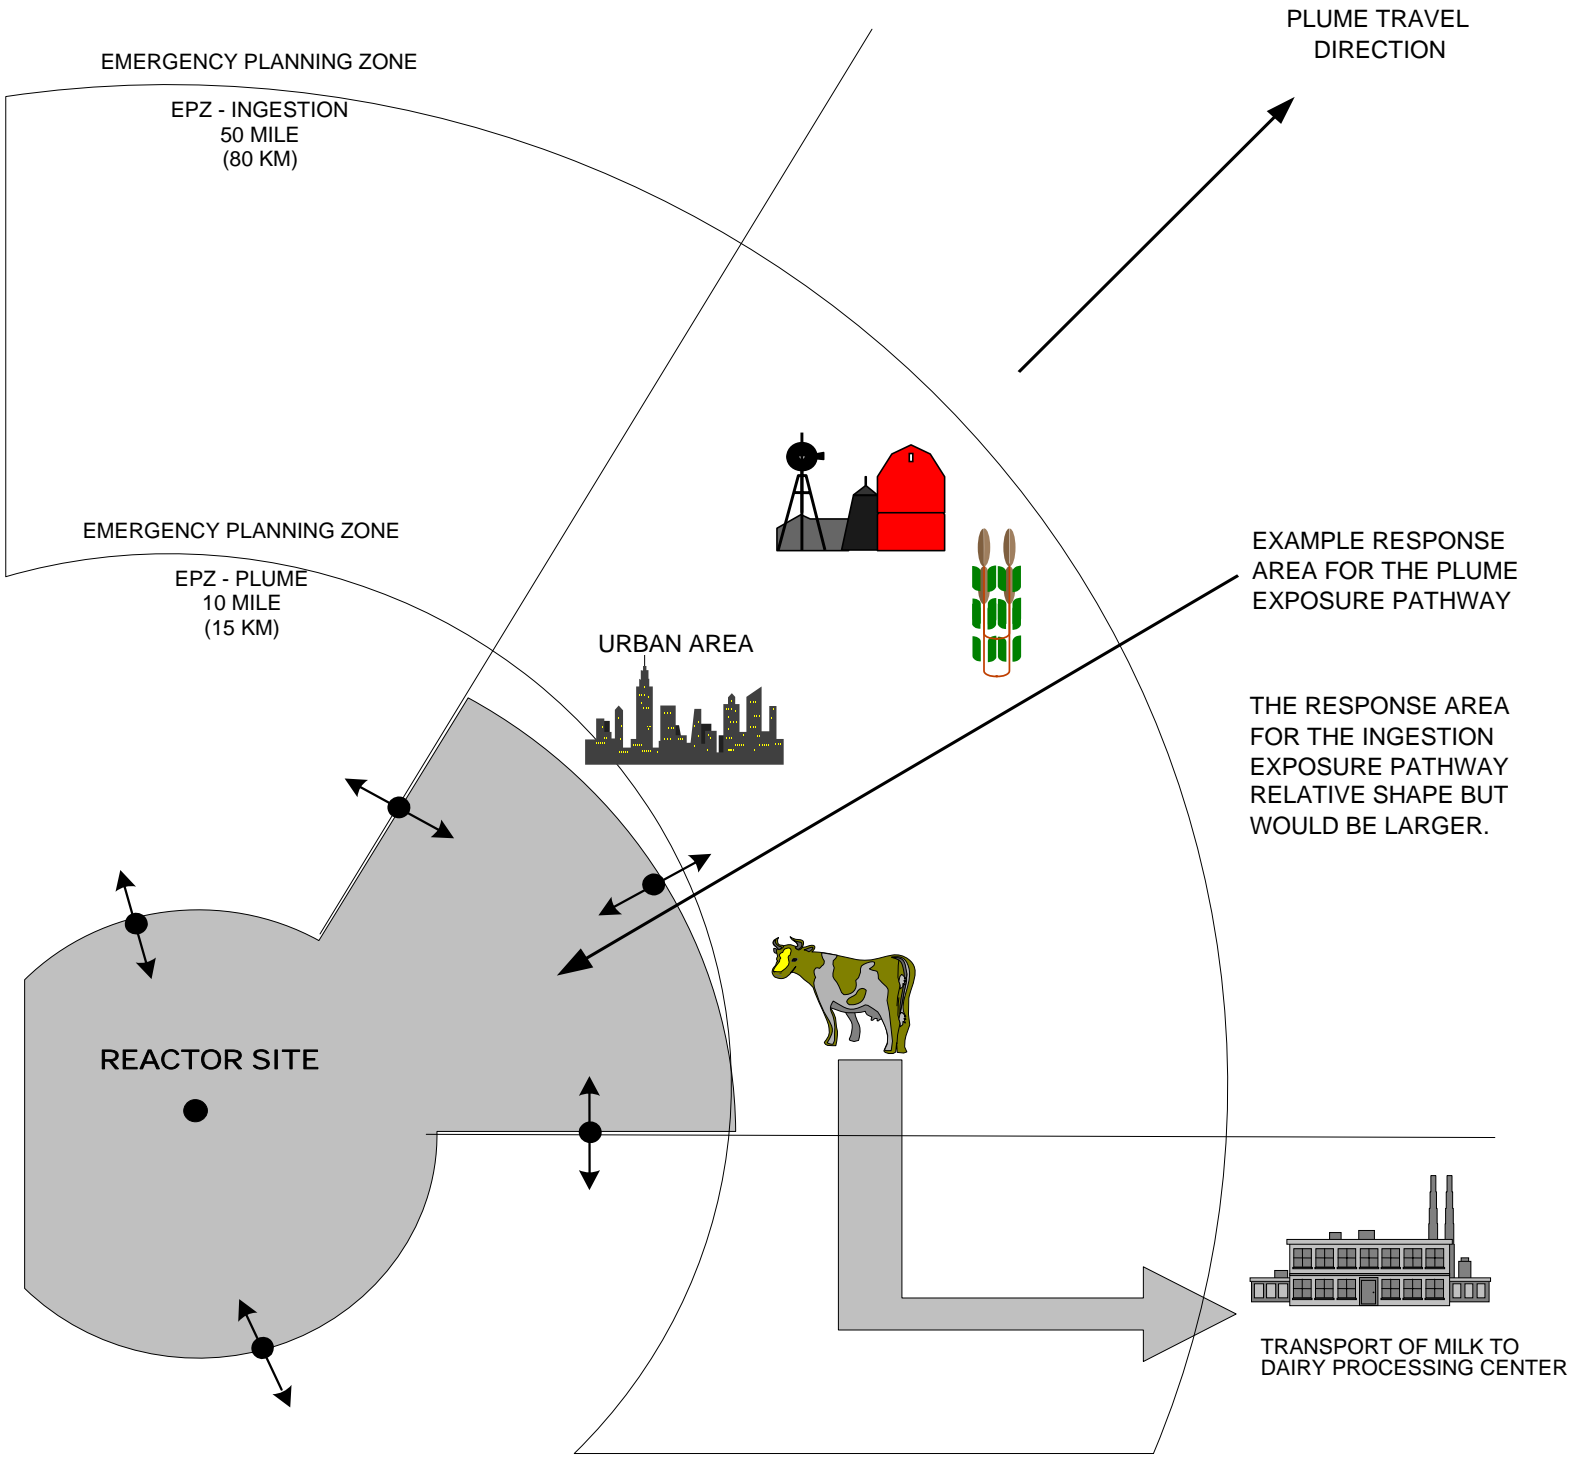 PLUME TRAVEL
DIRECTION
EMERGENCY PLANNING ZONE
EPZ - INGESTION
50 MILE
(80 KM)
EMERGENCY PLANNING ZONE
EPZ - PLUME
10 MILE
(15 KM)
URBAN AREA
EXAMPLE RESPONSE
AREA FOR THE PLUME
EXPOSURE PATHWAY
THE RESPONSE AREA
FOR THE INGESTION
EXPOSURE PATHWAY
RELATIVE SHAPE BUT
WOULD BE LARGER.
REACTOR SITE
TRANSPORT OF MILK TO
DAIRY PROCESSING CENTER